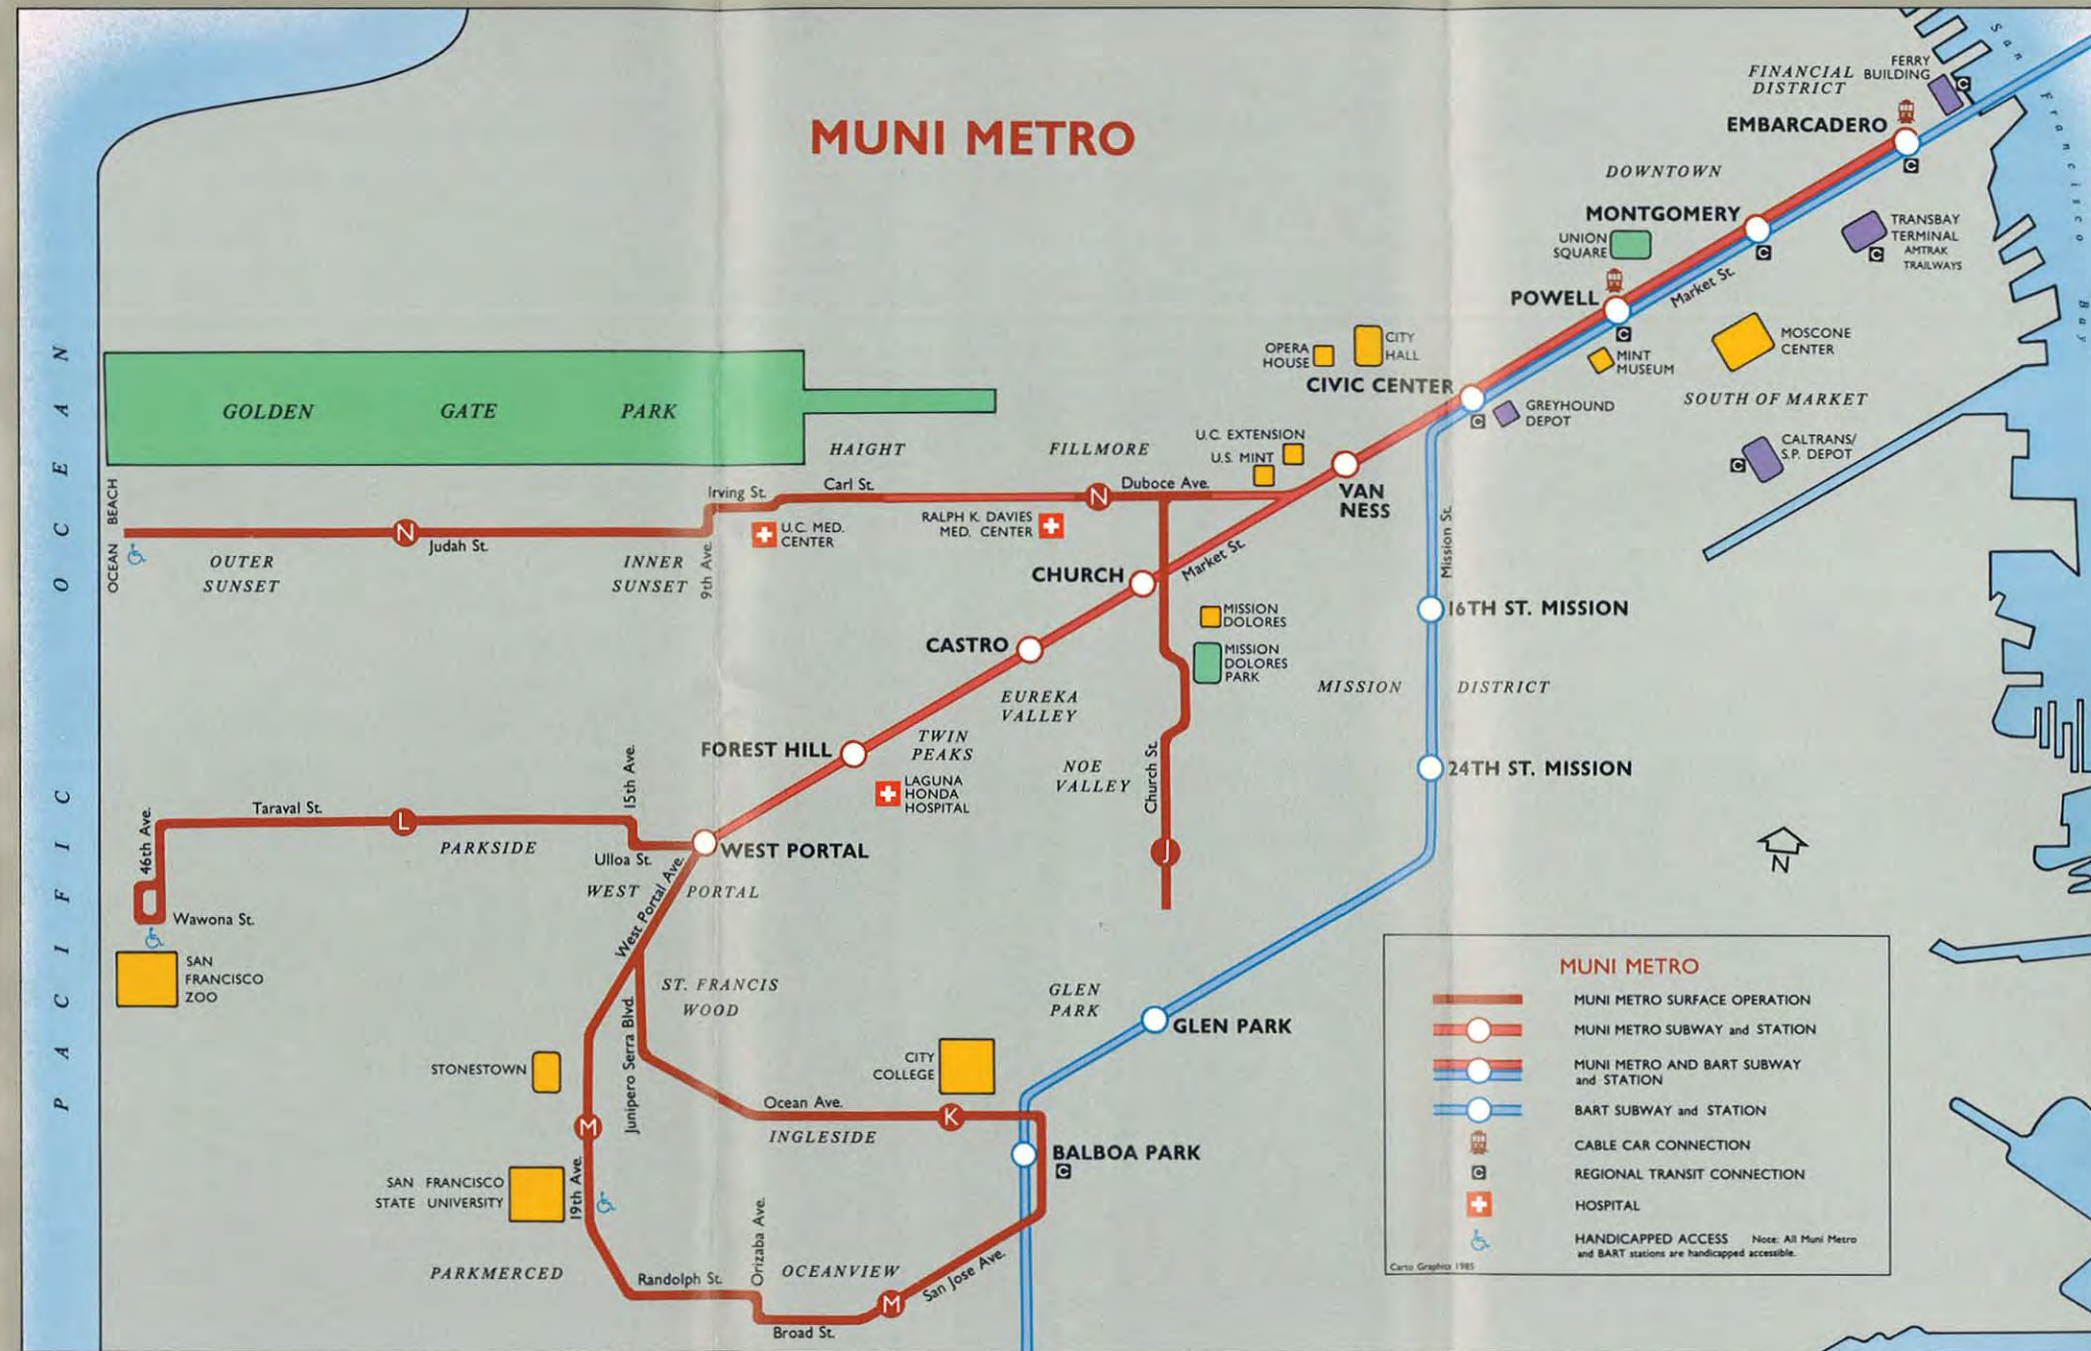 MUNI METRO
San Francisco Bay
PACIFIC OCEAN
FINANCIAL
DISTRICT
FERRY
BUILDING
C
EMBARCADERO
C
DOWNTOWN
MONTGOMERY
C
UNION
SQUARE
TRANSBAY
TERMINAL
AMTRAK
TRAILWAYS
C
POWELL
C
Market St.
MINT
MUSEUM
MOSCONE
CENTER
OPERA
HOUSE
CITY
HALL
CIVIC CENTER
C
GREYHOUND
DEPOT
SOUTH OF MARKET
CALTRANS/
S.P. DEPOT
C
GOLDEN GATE PARK
HAIGHT FILLMORE
U.C. EXTENSION
U.S. MINT
VAN
NESS
Irving St.
Carl St.
N
Duboce Ave.
OCEAN BEACH
N
Judah St.
9th Ave.
U.C. MED.
CENTER
RALPH K. DAVIES
MED. CENTER
OUTER
SUNSET
INNER
SUNSET
CHURCH
Market St.
Mission St.
16TH ST. MISSION
MISSION
DOLORES
MISSION
DOLORES
PARK
CASTRO
MISSION DISTRICT
EUREKA
VALLEY
FOREST HILL
TWIN
PEAKS
LAGUNA
HONDA
HOSPITAL
NOE
VALLEY
Church St.
J
24TH ST. MISSION
N
46th Ave.
Taraval St.
L
15th Ave.
PARKSIDE
Ulloa St.
WEST PORTAL
WEST PORTAL
West Portal Ave.
Wawona St.
SAN
FRANCISCO
ZOO
ST. FRANCIS
WOOD
Junipero Serra Blvd.
GLEN
PARK
GLEN PARK
STONESTOWN
CITY
COLLEGE
Ocean Ave.
K
INGLESIDE
M
BALBOA PARK
C
SAN FRANCISCO
STATE UNIVERSITY
19th Ave.
PARKMERCED
Randolph St.
Orizaba Ave.
OCEANVIEW
M
San Jose Ave.
Broad St.
MUNI METRO
MUNI METRO SURFACE OPERATION
MUNI METRO SUBWAY and STATION
MUNI METRO AND BART SUBWAY
and STATION
BART SUBWAY and STATION
CABLE CAR CONNECTION
C REGIONAL TRANSIT CONNECTION
HOSPITAL
HANDICAPPED ACCESS Note: All Muni Metro
and BART stations are handicapped accessible.
Carto Graphics 1985